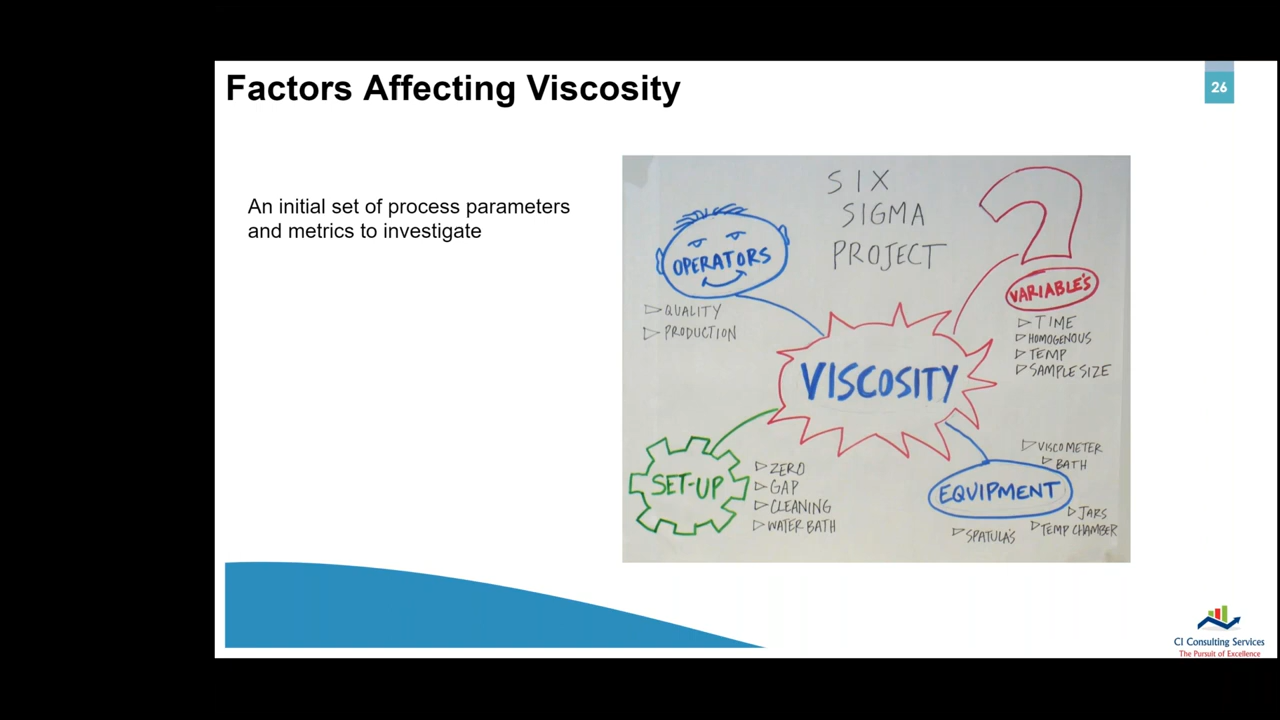 Factors Affecting Viscosity
26
An initial set of process parameters
and metrics to investigate
SIX
SIGMA
PROJECT
OPERATORS
▷ QUALITY
▷ PRODUCTION
VARIABLE'S
▷ TIME
▷ HOMOGENOUS
▷ TEMP
▷ SAMPLE SIZE
VISCOSITY
SET-UP
▷ ZERO
▷ GAP
▷ CLEANING
▷ WATER BATH
EQUIPMENT
▷ VISCOMETER
▷ BATH
▷ JARS
▷ TEMP CHAMBER
▷ SPATULA'S
CI Consulting Services
The Pursuit of Excellence